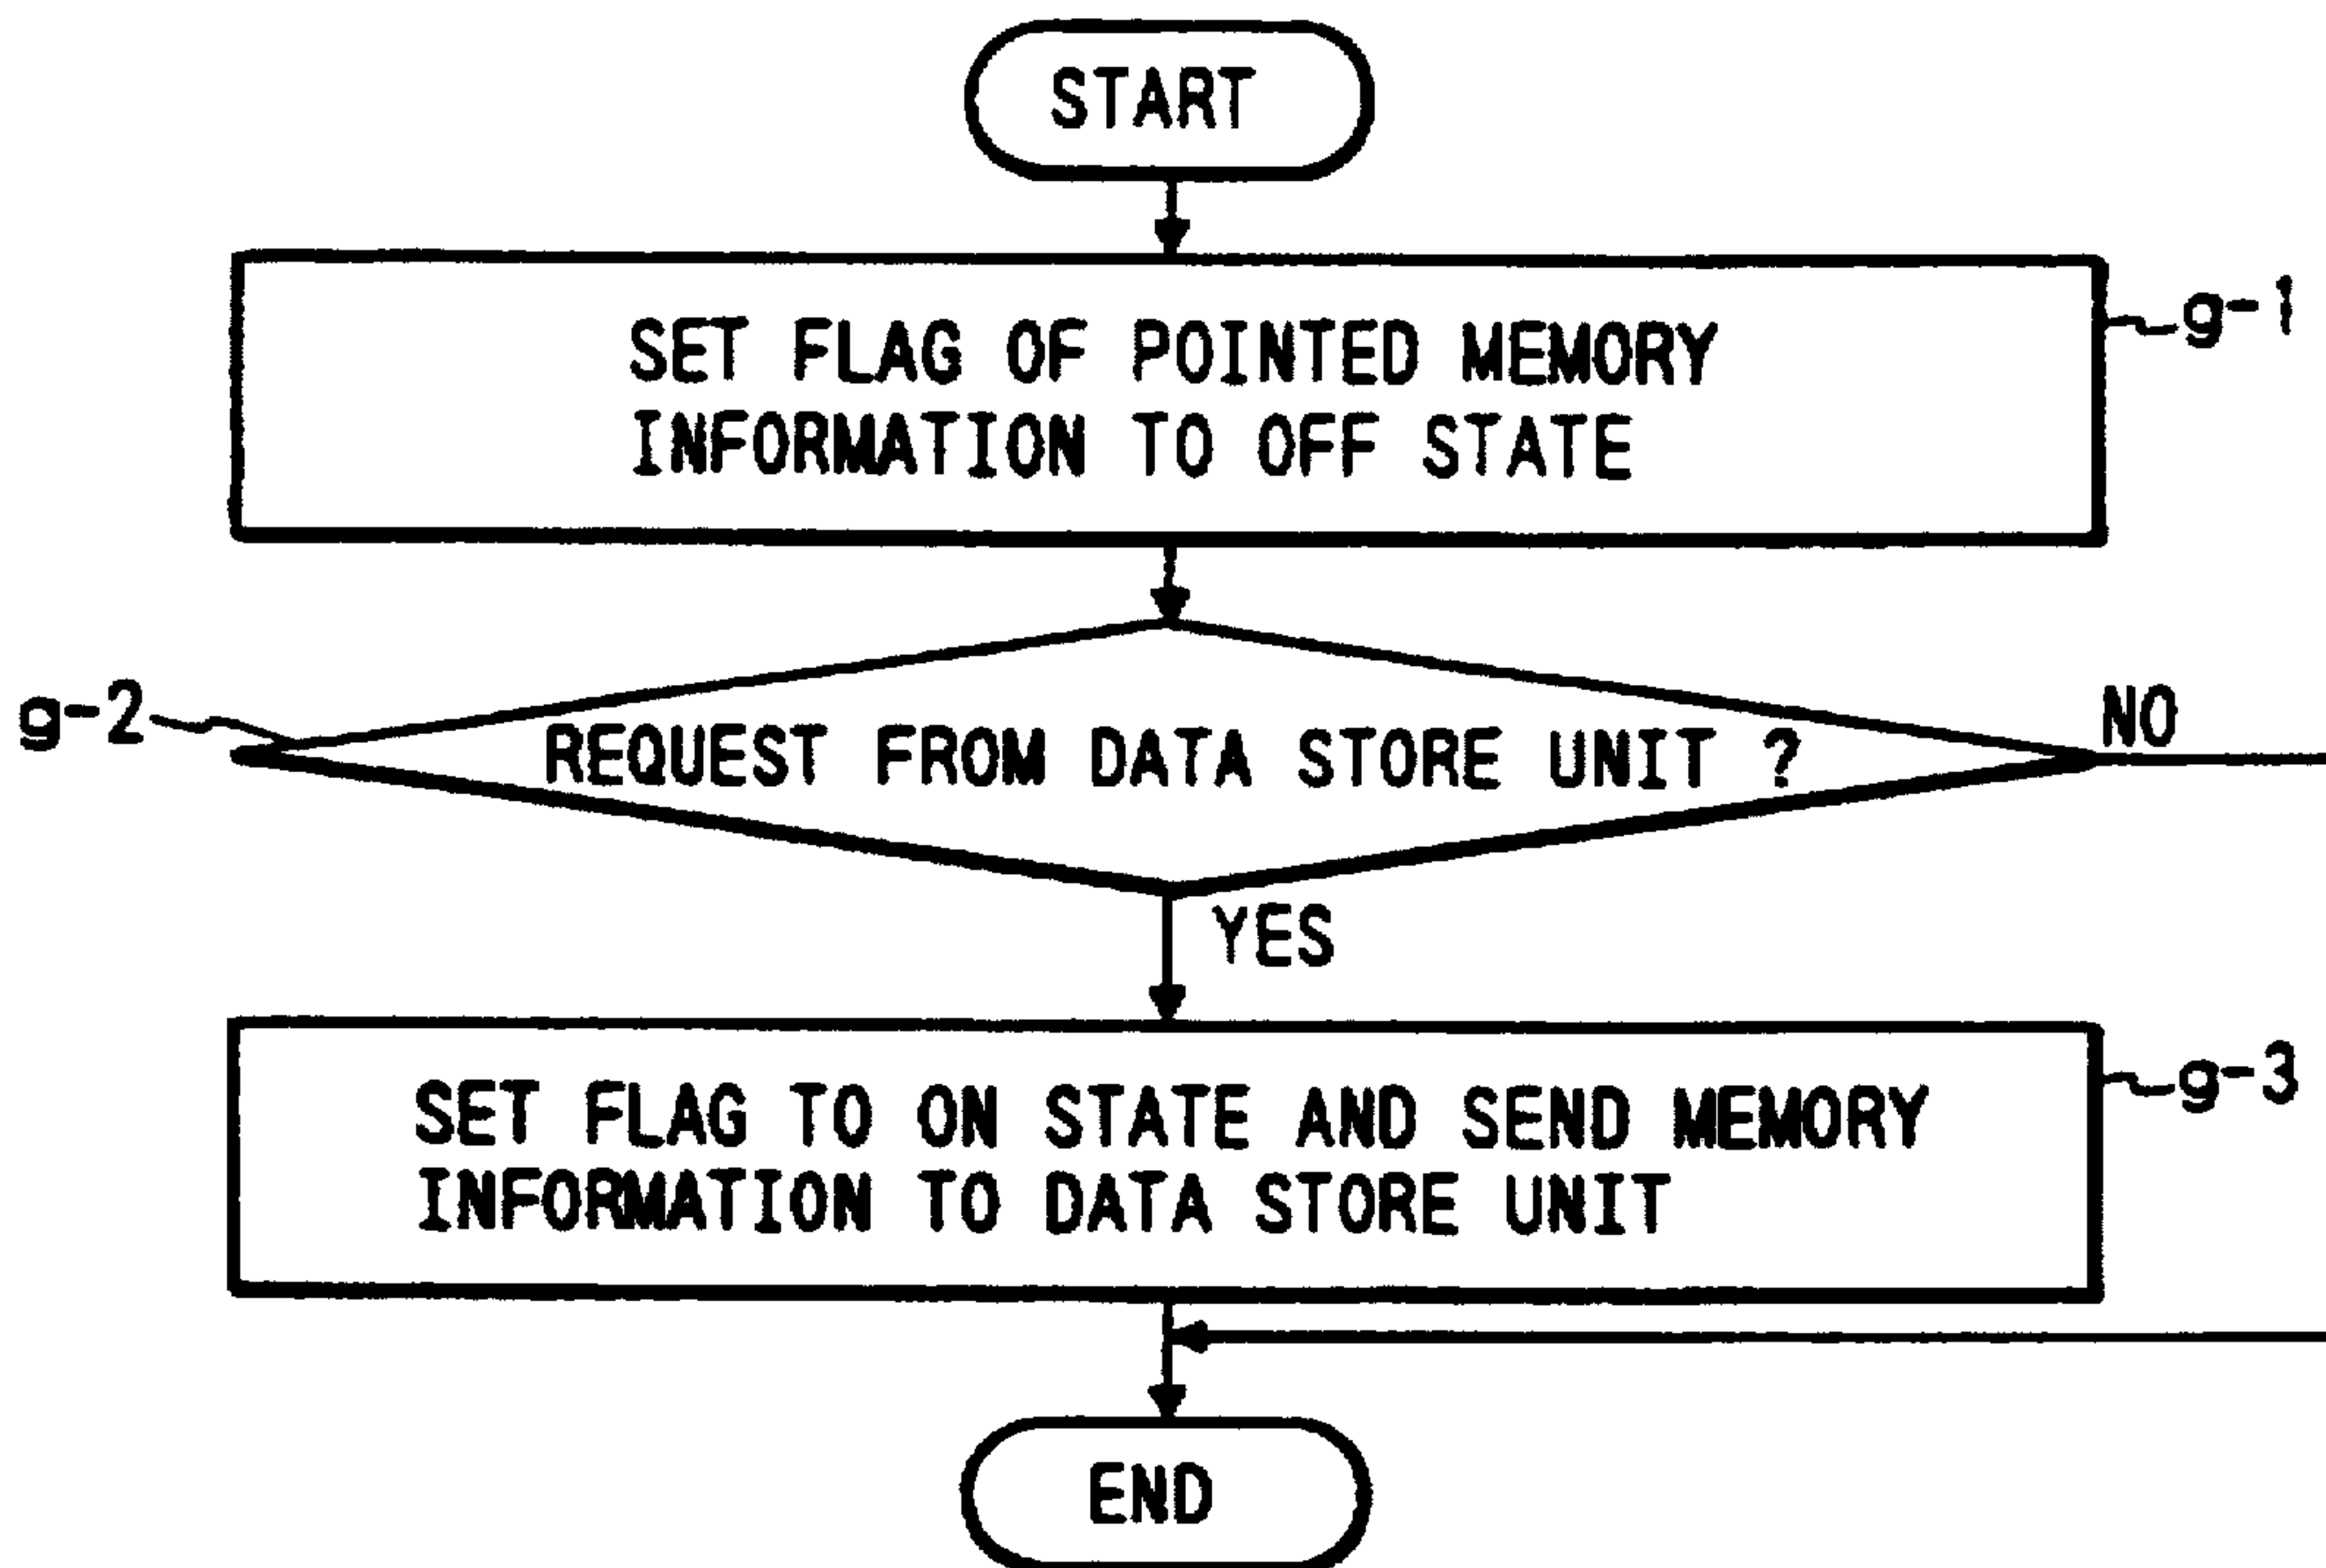 START
SET FLAG OF POINTED MEMORY
INFORMATION TO OFF STATE
g-1
g-2
REQUEST FROM DATA STORE UNIT ?
NO
YES
SET FLAG TO ON STATE AND SEND MEMORY
INFORMATION TO DATA STORE UNIT
g-3
END